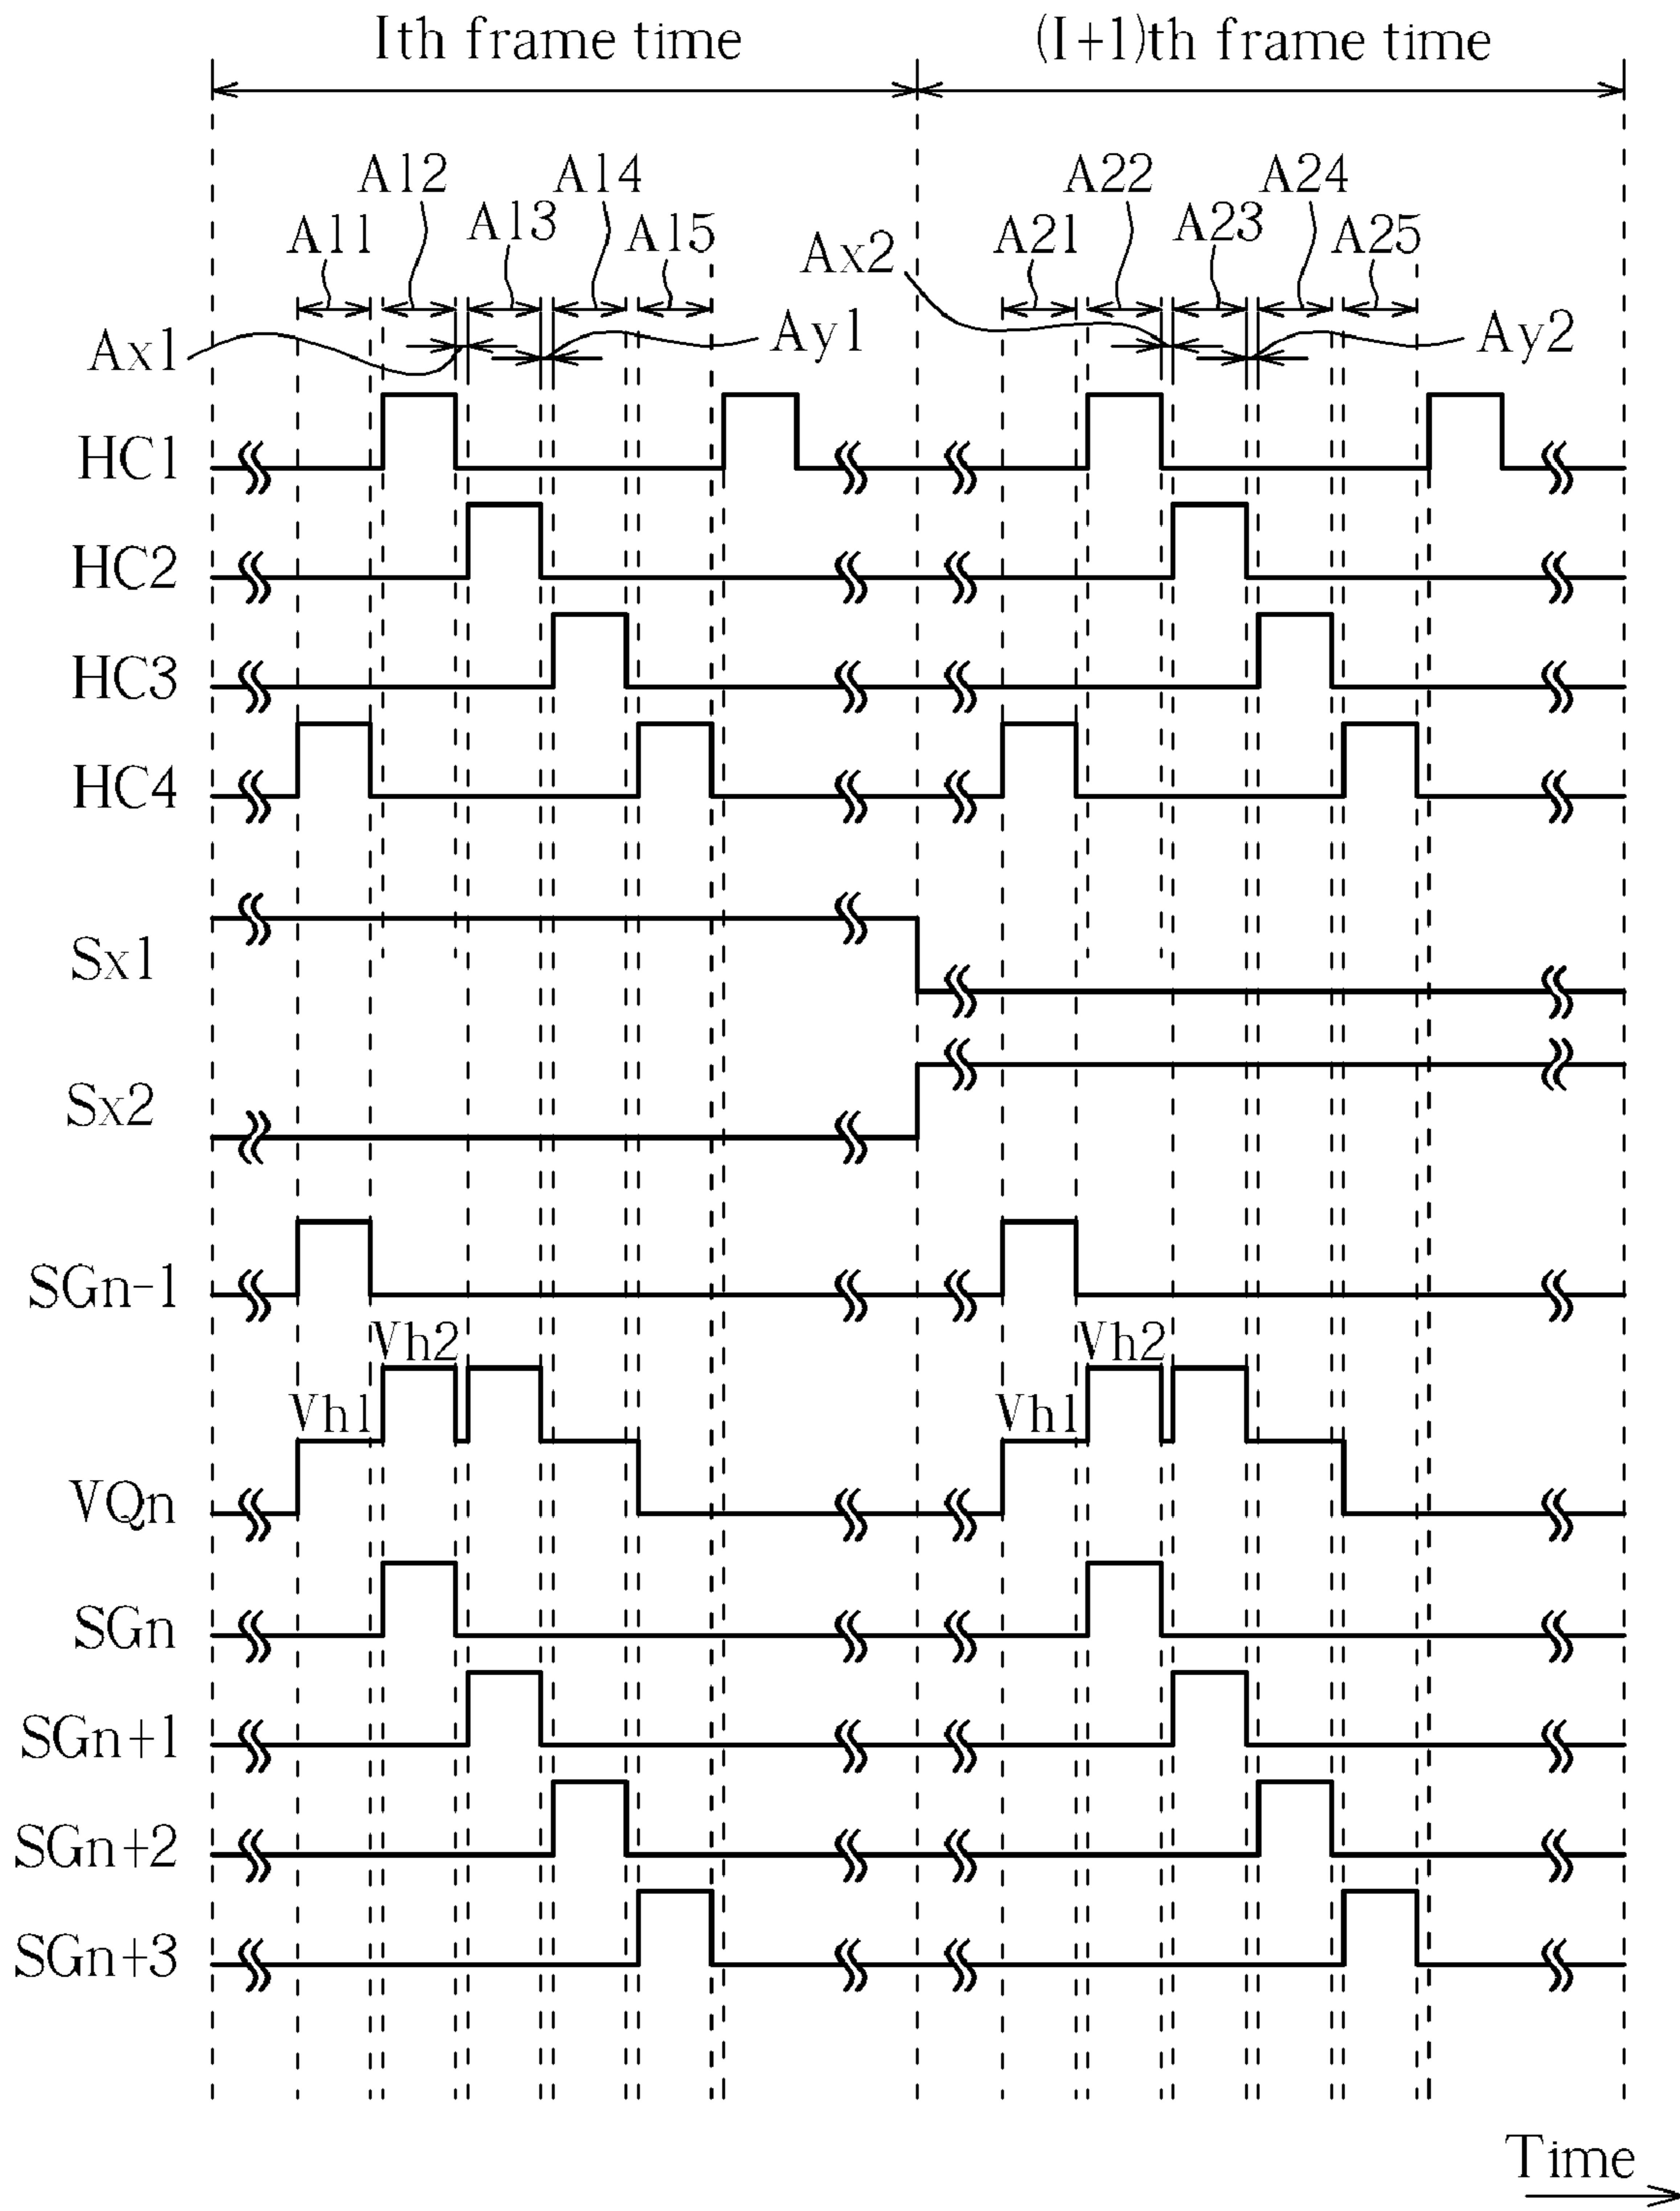 Ith frame time (I+1)th frame time
A12 A14 A22 A24
A11 A13 A15 Ax2 A21 A23 A25
Ax1 Ay1 Ay2
HC1
HC2
HC3
HC4
Sx1
Sx2
SGn-1
Vh2 Vh2
Vh1 Vh1
VQn
SGn
SGn+1
SGn+2
SGn+3
Time